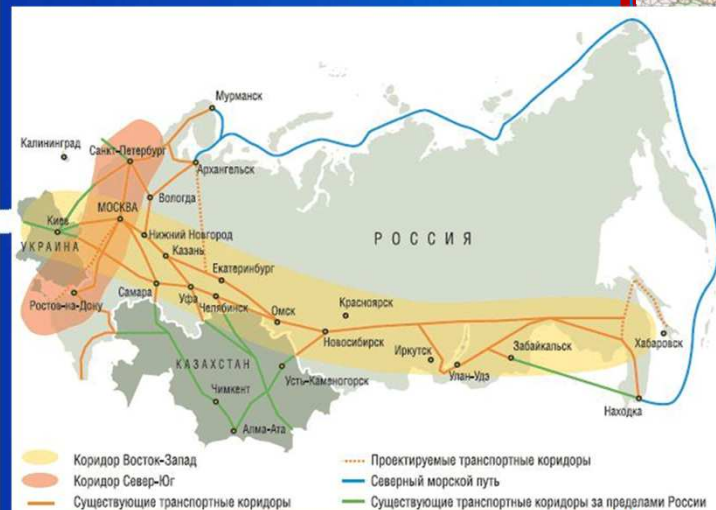 Мурманск
Калининград
Санкт-Петербург
Архангельск
Вологда
МОСКВА
Киев
УКРАИНА
Нижний Новгород
РОССИЯ
Казань
Екатеринбург
Ростов-на-Дону
Самара
Уфа
Челябинск
Омск
Красноярск
Новосибирск
Иркутск
Забайкальск
Хабаровск
Улан-Удэ
КАЗАХСТАН
Усть-Каменогорск
Чимкент
Находка
Алма-Ата
Коридор Восток-Запад
Коридор Север-Юг
Существующие транспортные коридоры
Проектируемые транспортные коридоры
Северный морской путь
Существующие транспортные коридоры за пределами России